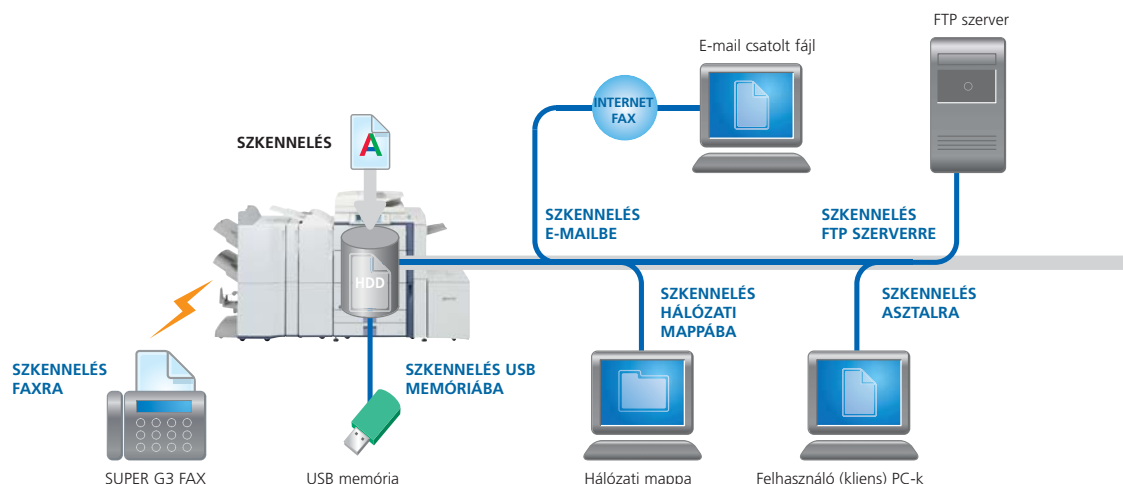 FTP szerver
E-mail csatolt fájl
INTERNET
FAX
SZKENNELÉS
A
SZKENNELÉS
E-MAILBE
SZKENNELÉS
FTP SZERVERRE
HDD
SZKENNELÉS
HÁLÓZATI
MAPPÁBA
SZKENNELÉS
ASZTALRA
SZKENNELÉS
FAXRA
SZKENNELÉS USB
MEMÓRIÁBA
SUPER G3 FAX
USB memória
Hálózati mappa
Felhasználó (kliens) PC-k